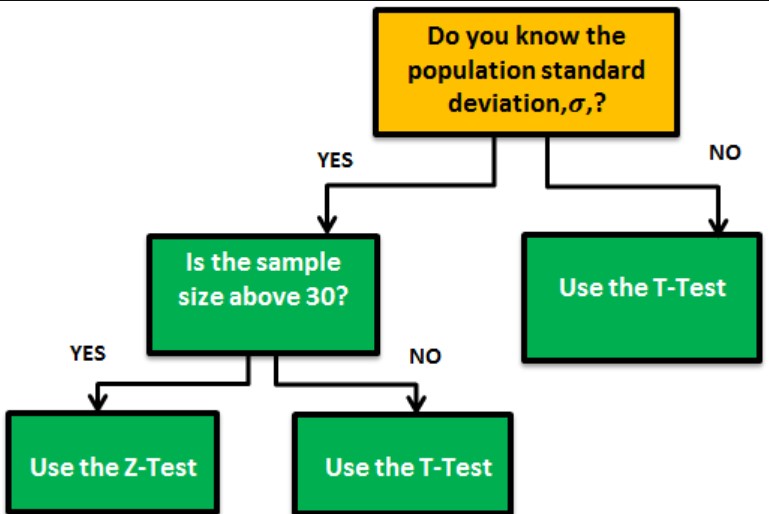 Do you know the
population standard
deviation,σ,?
YES
NO
Is the sample
size above 30?
Use the T-Test
YES
NO
Use the Z-Test
Use the T-Test